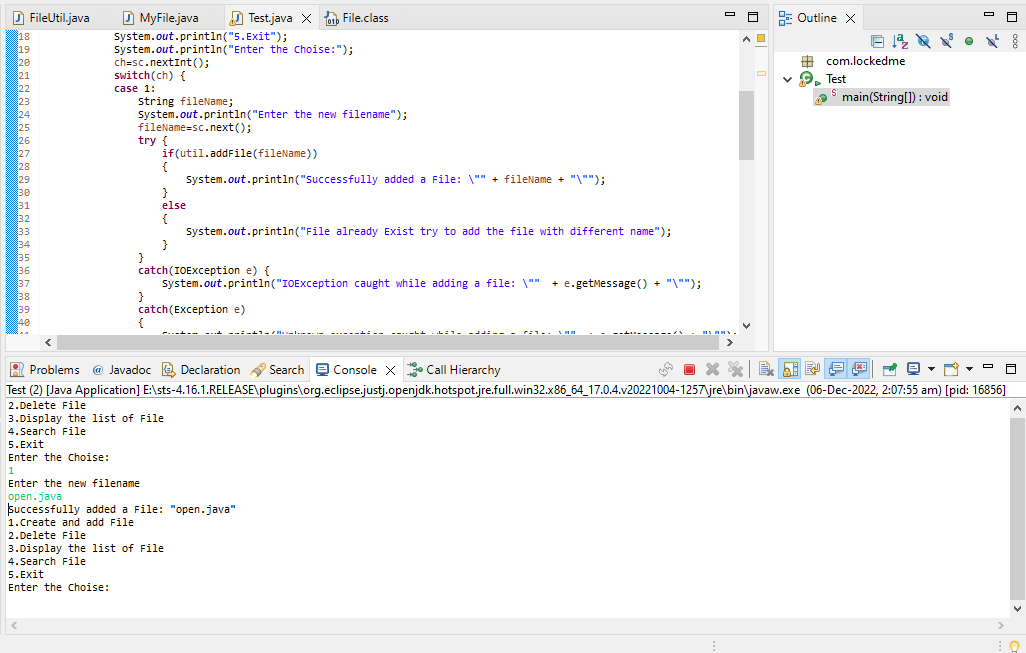 FileUtil.java MyFile.java Test.java File.class
18 System.out.println("5.Exit");
19 System.out.println("Enter the Choise:");
20 ch=sc.nextInt();
21 switch(ch) {
22 case 1:
23 String fileName;
24 System.out.println("Enter the new filename");
25 fileName=sc.next();
26 try {
27 if(util.addFile(fileName))
28 {
29 System.out.println("Successfully added a File: \"" + fileName + "\"");
30 }
31 else
32 {
33 System.out.println("File already Exist try to add the file with different name");
34 }
35 }
36 catch(IOException e) {
37 System.out.println("IOException caught while adding a file: \"" + e.getMessage() + "\"");
38 }
39 catch(Exception e)
40 {
Outline
com.lockedme
Test
main(String[]) : void
Problems Javadoc Declaration Search Console Call Hierarchy
Test (2) [Java Application] E:\sts-4.16.1.RELEASE\plugins\org.eclipse.justj.openjdk.hotspot.jre.full.win32.x86_64_17.0.4.v20221004-1257\jre\bin\javaw.exe (06-Dec-2022, 2:07:55 am) [pid: 16856]
2.Delete File
3.Display the list of File
4.Search File
5.Exit
Enter the Choise:
1
Enter the new filename
open.java
Successfully added a File: "open.java"
1.Create and add File
2.Delete File
3.Display the list of File
4.Search File
5.Exit
Enter the Choise: